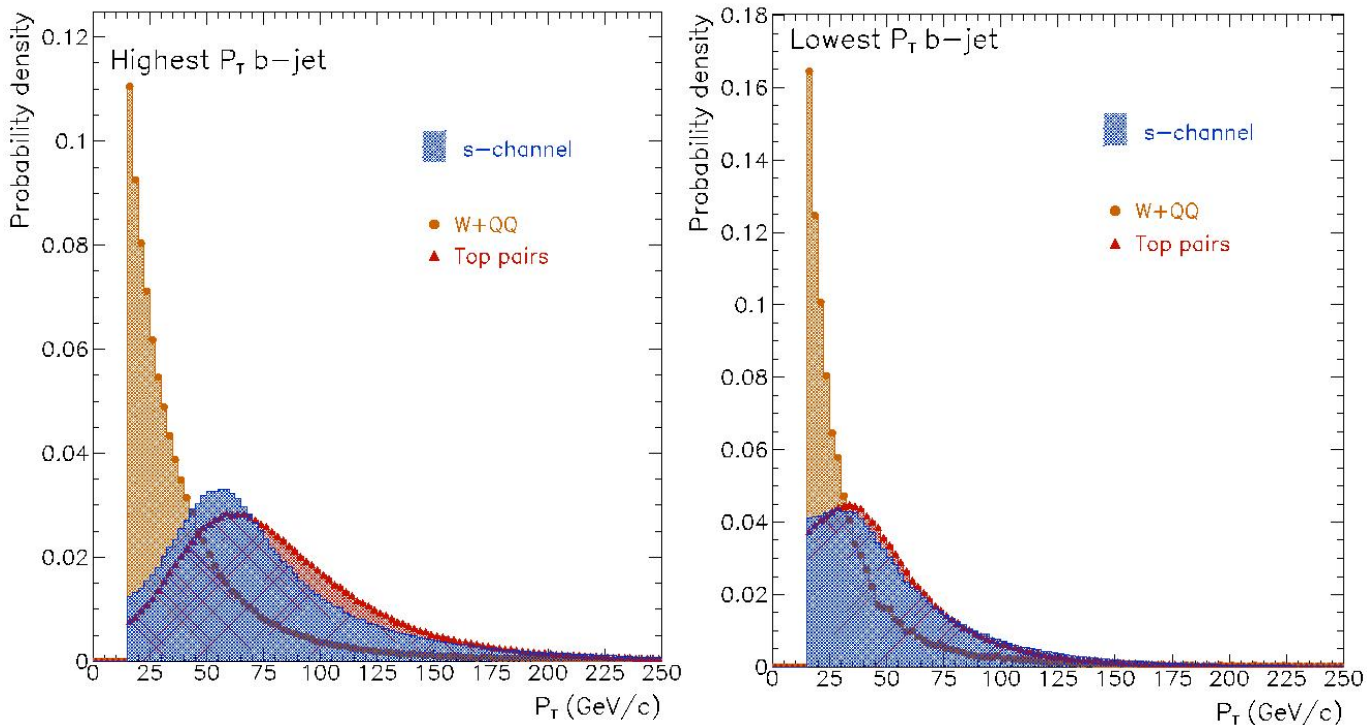 Highest P_T b-jet
Probability density
0.12
0.1
0.08
0.06
0.04
0.02
0
s-channel
W+QQ
Top pairs
0 25 50 75 100 125 150 175 200 225 250
P_T (GeV/c)
Lowest P_T b-jet
Probability density
0.18
0.16
0.14
0.12
0.1
0.08
0.06
0.04
0.02
0
s-channel
W+QQ
Top pairs
0 25 50 75 100 125 150 175 200 225 250
P_T (GeV/c)